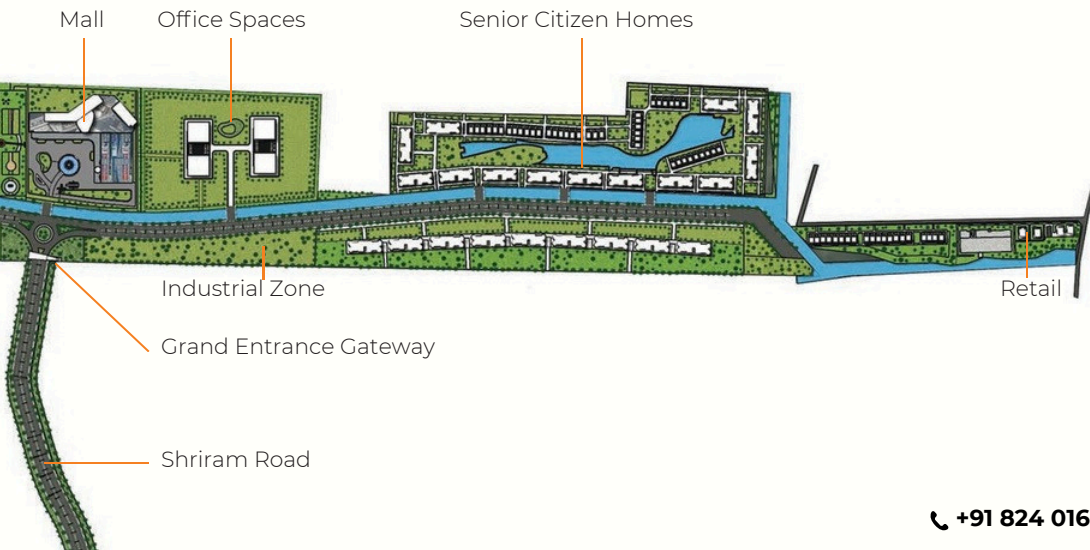 Mall
Office Spaces
Senior Citizen Homes
Industrial Zone
Retail
Grand Entrance Gateway
Shriram Road
+91 824 016